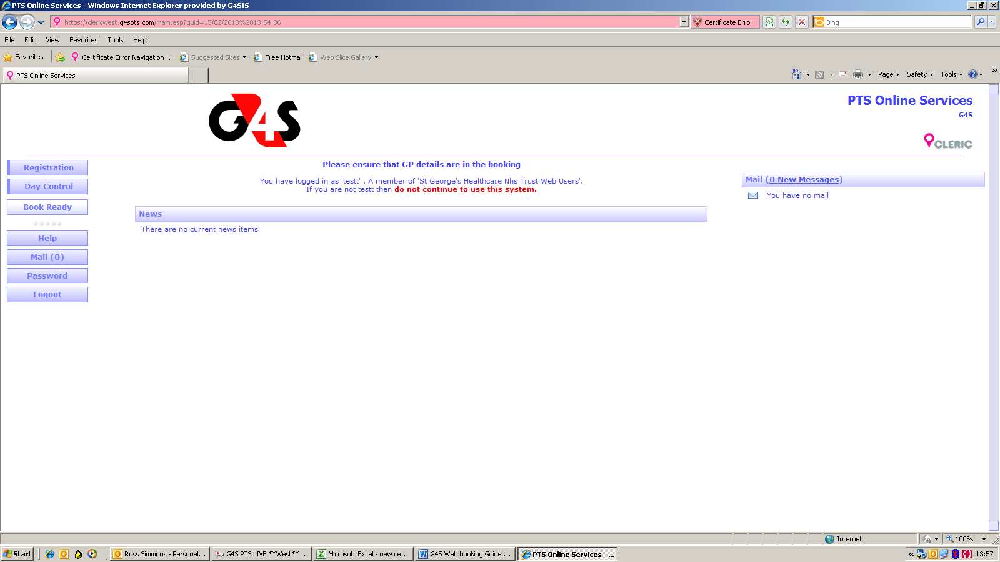 PTS Online Services - Windows Internet Explorer provided by G4SIS
https://clericwest.g4spts.com/main.asp?guid=15/02/2013%2013:54:36
Certificate Error
Bing
File Edit View Favorites Tools Help
Favorites Certificate Error Navigation ... Suggested Sites Free Hotmail Web Slice Gallery
PTS Online Services
Page Safety Tools »
G4S
PTS Online Services
G4S
CLERIC
Registration
Day Control
Book Ready
Help
Mail (0)
Password
Logout
Please ensure that GP details are in the booking
You have logged in as 'testt' , A member of 'St George's Healthcare Nhs Trust Web Users'.
If you are not testt then do not continue to use this system.
News
There are no current news items
Mail (0 New Messages)
You have no mail
Internet 100%
Start Ross Simmons - Personal... G4S PTS LIVE **West** ... Microsoft Excel - new ce... G4S Web booking Guide ... PTS Online Services - ... « 13:57